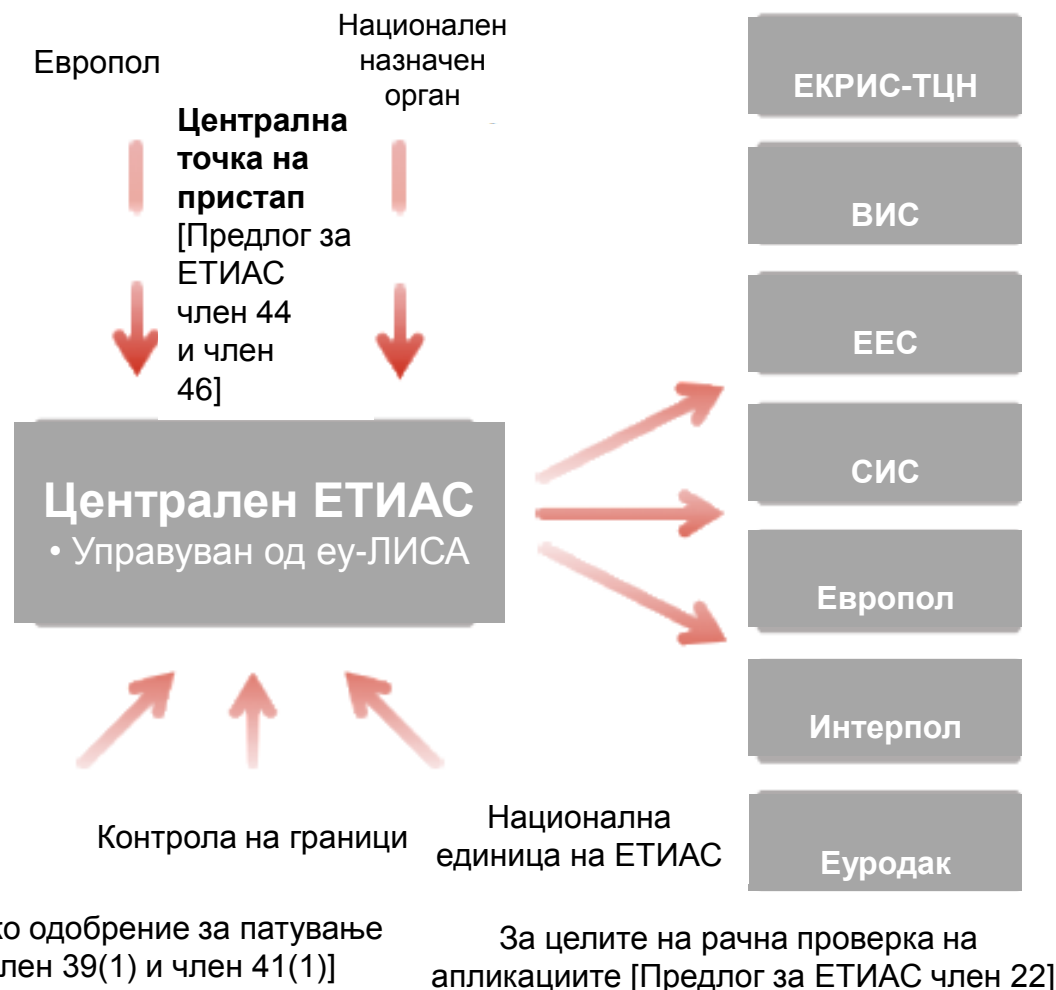 Европол
Национален
назначен
орган
Централна
точка на
пристап
[Предлог за
ЕТИАС
член 44
и член
46]
Централен ЕТИАС
• Управуван од еу-ЛИСА
ЕКРИС-ТЦН
ВИС
ЕЕС
СИС
Европол
Интерпол
Еуродак
Контрола на граници
Национална
единица на ЕТИАС
одобрение за патување
39(1) и член 41(1)]
За целите на рачна проверка на
апликациите [Предлог за ЕТИАС член 22]